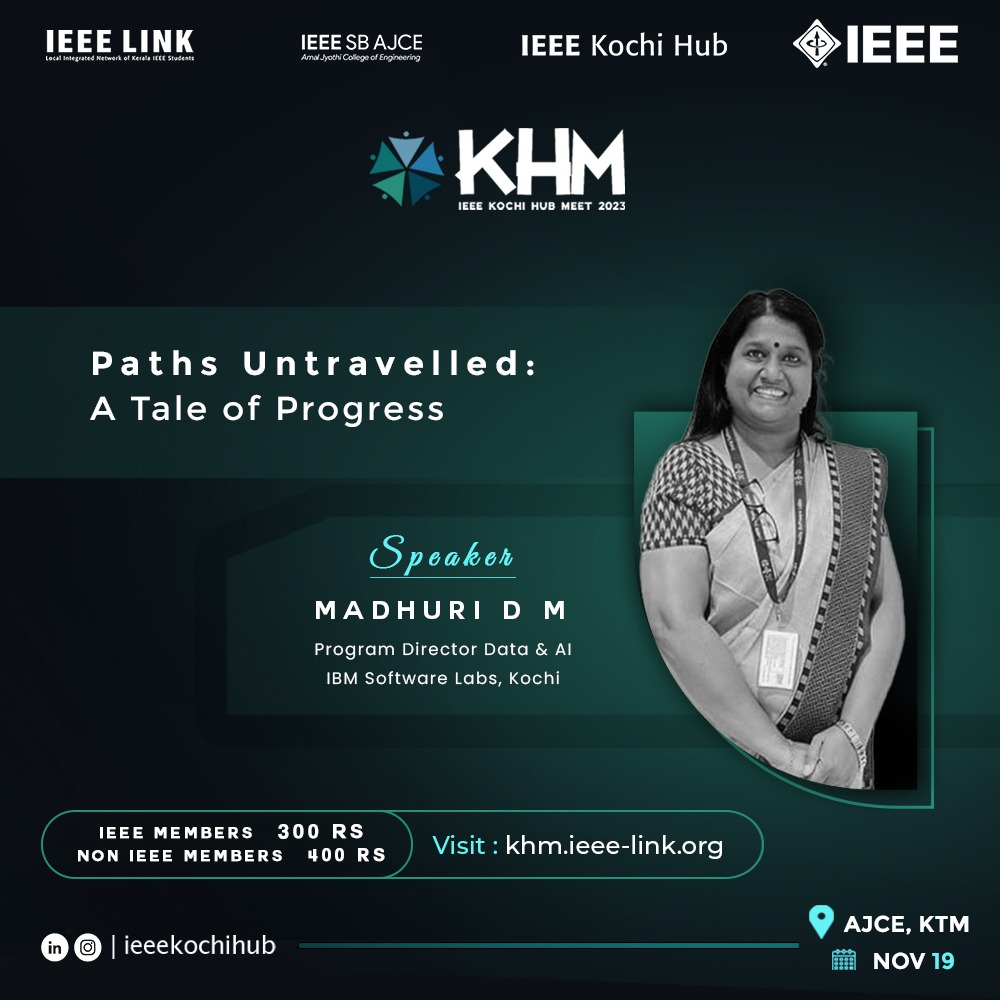 IEEE LINK
Local Integrated Network of Kerala IEEE Students
IEEE SB AJCE
Amal Jyothi College of Engineering
IEEE Kochi Hub
IEEE
KHM
IEEE KOCHI HUB MEET 2023
Paths Untravelled:
A Tale of Progress
Speaker
MADHURI D M
Program Director Data & AI
IBM Software Labs, Kochi
IEEE MEMBERS 300 RS
NON IEEE MEMBERS 400 RS
Visit : khm.ieee-link.org
in | ieeekochihub
AJCE, KTM
NOV 19